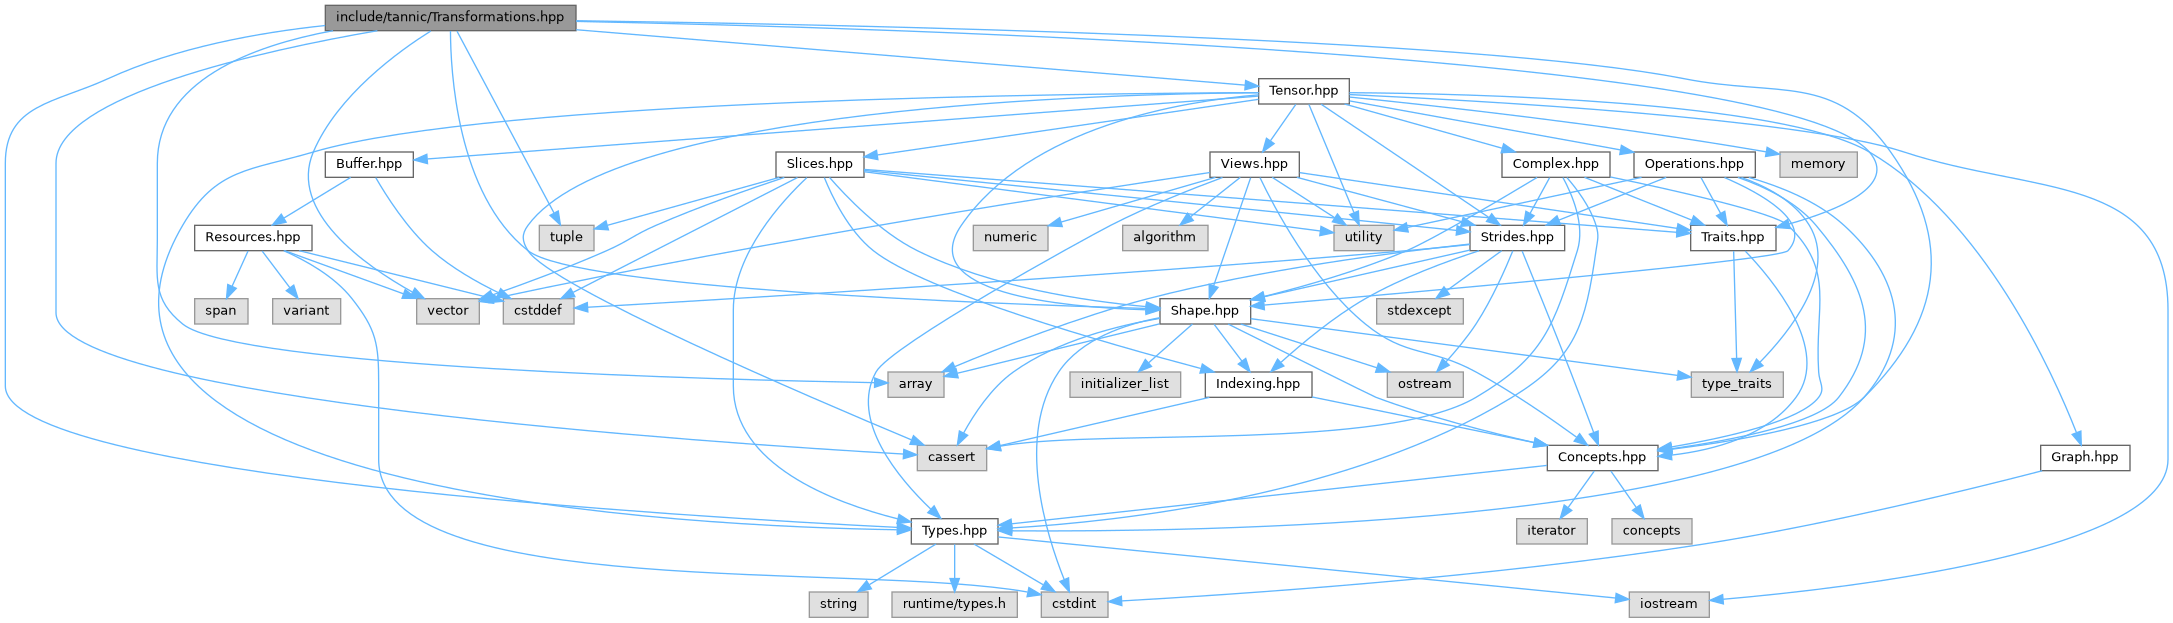 include/tannic/Transformations.hpp
Tensor.hpp
Buffer.hpp
Slices.hpp
Views.hpp
Complex.hpp
Operations.hpp
memory
Resources.hpp
tuple
numeric
algorithm
utility
Strides.hpp
Traits.hpp
span
variant
vector
cstddef
Shape.hpp
stdexcept
array
initializer_list
Indexing.hpp
ostream
type_traits
cassert
Concepts.hpp
Graph.hpp
Types.hpp
iterator
concepts
string
runtime/types.h
cstdint
iostream